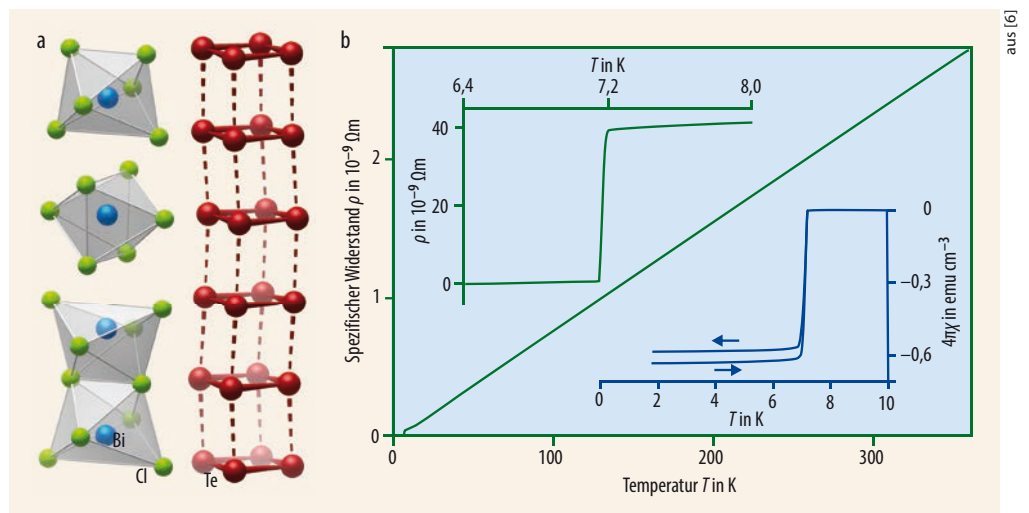 a
Bi
Cl
Te
b
Spezifischer Widerstand ρ in 10⁻⁹ Ωm
2
1
0
0
100
200
300
Temperatur T in K
T in K
6,4
7,2
8,0
ρ in 10⁻⁹ Ωm
40
20
0
0
−0,3
−0,6
4πχ in emu cm⁻³
0
2
4
6
8
10
T in K
aus [6]